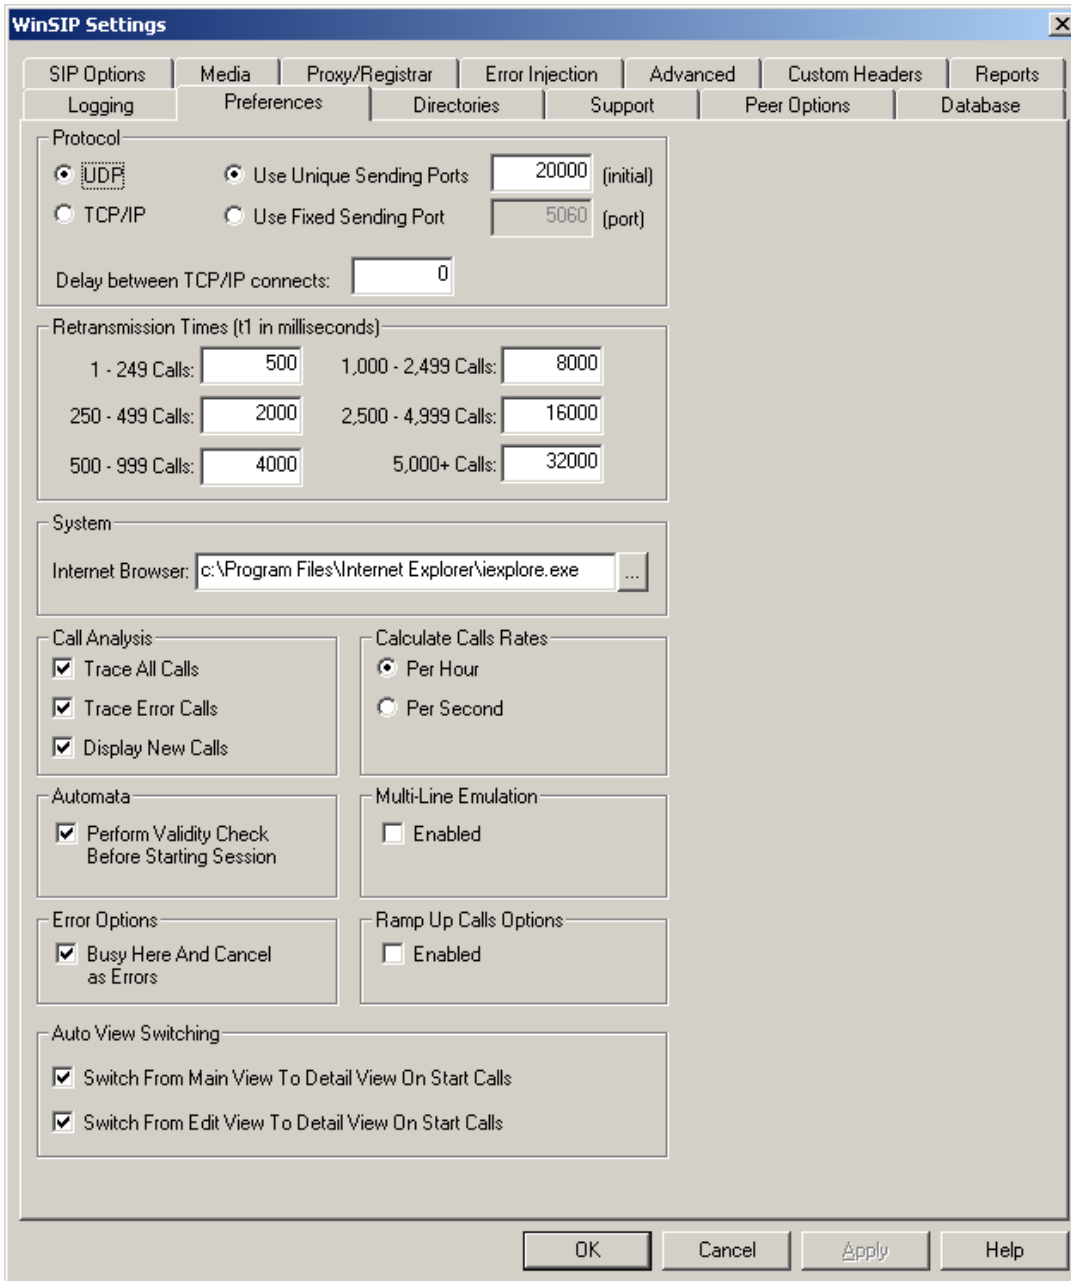 WinSIP Settings
SIP Options Media Proxy/Registrar Error Injection Advanced Custom Headers Reports
Logging Preferences Directories Support Peer Options Database
Protocol
UDP Use Unique Sending Ports 20000 (initial)
TCP/IP Use Fixed Sending Port 5060 (port)
Delay between TCP/IP connects: 0
Retransmission Times (t1 in milliseconds)
1 - 249 Calls: 500 1,000 - 2,499 Calls: 8000
250 - 499 Calls: 2000 2,500 - 4,999 Calls: 16000
500 - 999 Calls: 4000 5,000+ Calls: 32000
System
Internet Browser: c:\Program Files\Internet Explorer\iexplore.exe ...
Call Analysis
Trace All Calls
Trace Error Calls
Display New Calls
Calculate Calls Rates
Per Hour
Per Second
Automata
Perform Validity Check
Before Starting Session
Multi-Line Emulation
Enabled
Error Options
Busy Here And Cancel
as Errors
Ramp Up Calls Options
Enabled
Auto View Switching
Switch From Main View To Detail View On Start Calls
Switch From Edit View To Detail View On Start Calls
OK Cancel Apply Help